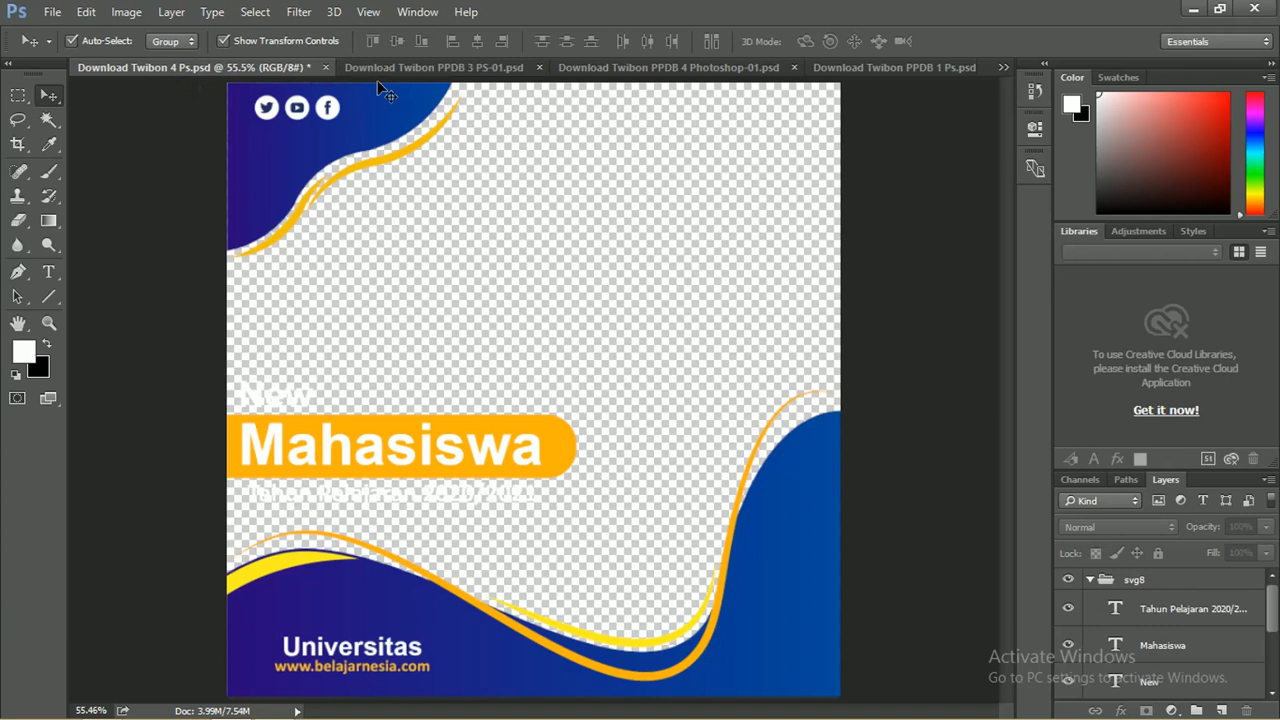 Ps File Edit Image Layer Type Select Filter 3D View Window Help
Auto-Select: Group Show Transform Controls 3D Mode: Essentials
Download Twibon 4 Ps.psd @ 55.5% (RGB/8#) * × Download Twibon PPDB 3 PS-01.psd × Download Twibon PPDB 4 Photoshop-01.psd × Download Twibon PPDB 1 Ps.psd
Color Swatches
Libraries Adjustments Styles
To use Creative Cloud Libraries,
please install the Creative Cloud
Application
Get it now!
New
Mahasiswa
Tahun Pelajaran 2020/2021
Universitas
www.belajarnesia.com
Channels Paths Layers
Kind
Normal Opacity: 100%
Lock: Fill: 100%
svg8
T Tahun Pelajaran 2020/2...
T Mahasiswa
T New
Activate Windows
Go to PC settings to activate Windows.
55.46% Doc: 3.99M/7.54M